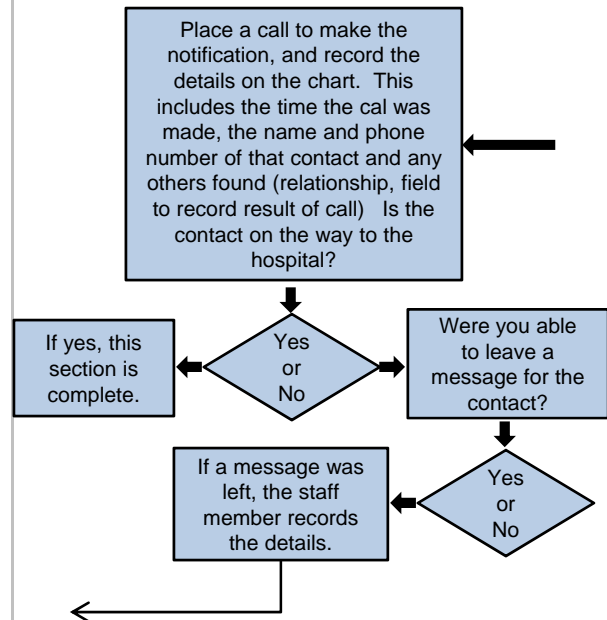 Place a call to make the
notification, and record the
details on the chart.  This
includes the time the cal was
made, the name and phone
number of that contact and any
others found (relationship, field
to record result of call)   Is the
contact on the way to the
hospital?
If yes, this
section is
complete.
Yes
or
No
Were you able
to leave a
message for the
contact?
If a message was
left, the staff
member records
the details.
Yes
or
No